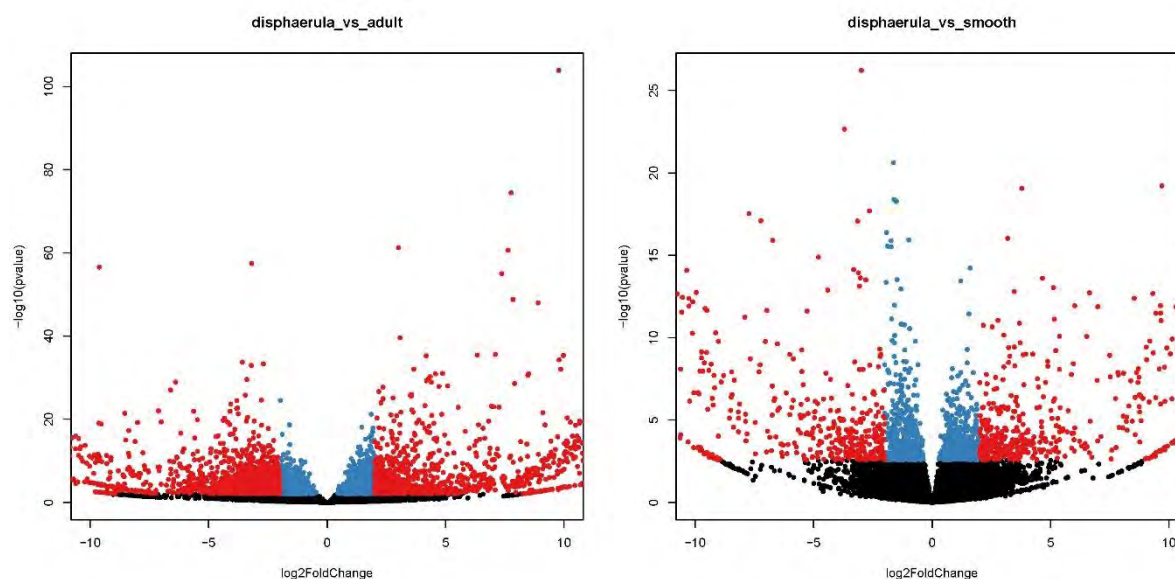 disphaerula_vs_adult
−log10(pvalue)
100
80
60
40
20
0
−10 −5 0 5 10
log2FoldChange
disphaerula_vs_smooth
−log10(pvalue)
25
20
15
10
5
0
−10 −5 0 5 10
log2FoldChange